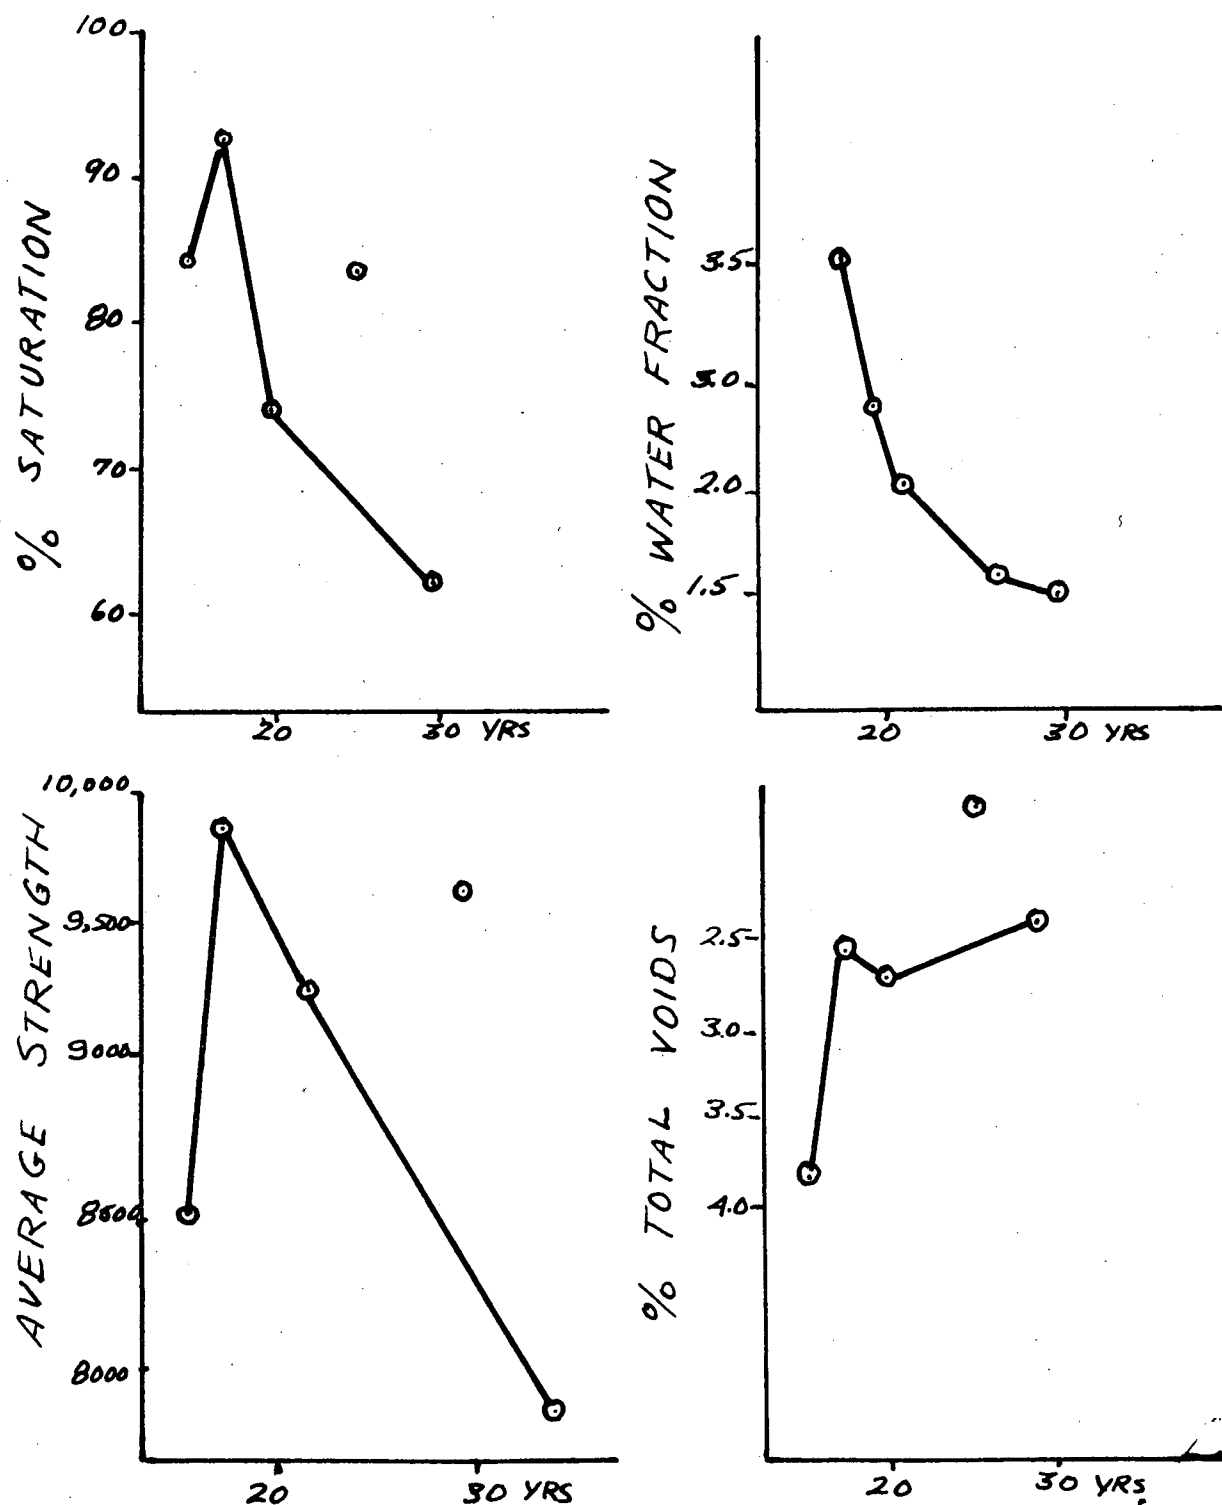 % SATURATION
100
90
80
70
60
20 30 YRS
% WATER FRACTION
3.5
3.0
2.0
1.5
20 30 YRS
AVERAGE STRENGTH
10,000
9,500
9000
8500
8000
20 30 YRS
% TOTAL VOIDS
2.5
3.0
3.5
4.0
20 30 YRS